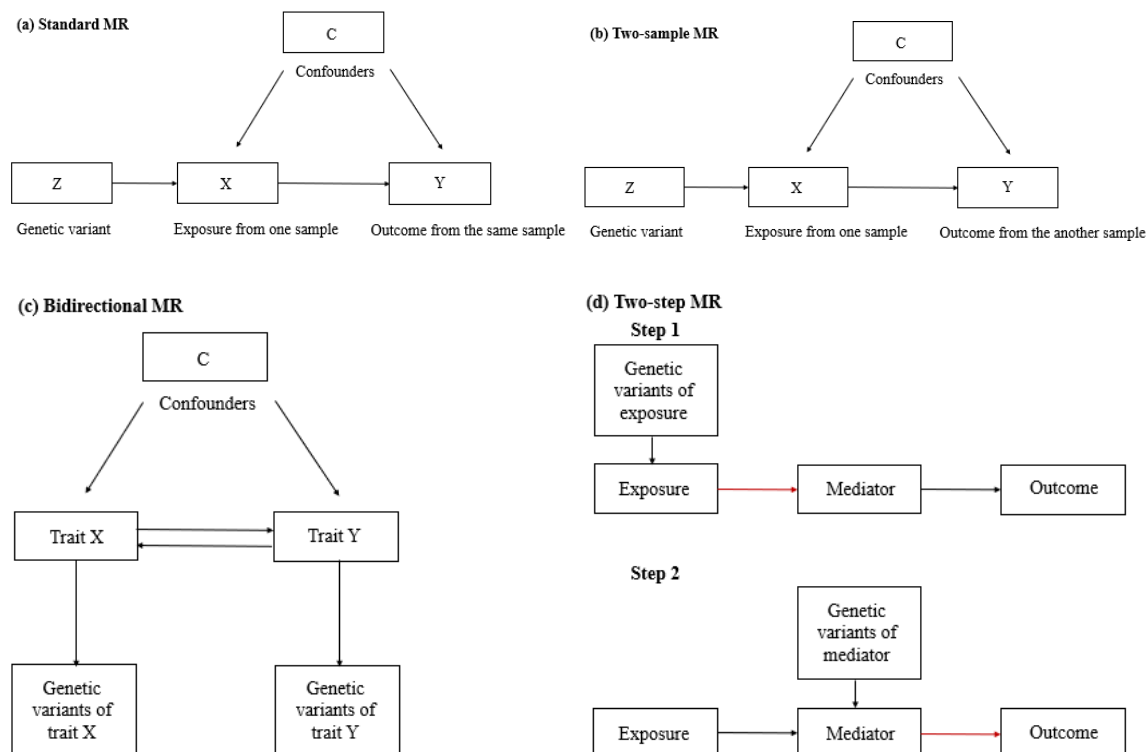 (a) Standard MR
C
Confounders
Z
X
Y
Genetic variant
Exposure from one sample
Outcome from the same sample
(b) Two-sample MR
C
Confounders
Z
X
Y
Genetic variant
Exposure from one sample
Outcome from the another sample
(c) Bidirectional MR
C
Confounders
Trait X
Trait Y
Genetic
variants of
trait X
Genetic
variants of
trait Y
(d) Two-step MR
Step 1
Genetic
variants of
exposure
Exposure
Mediator
Outcome
Step 2
Genetic
variants of
mediator
Exposure
Mediator
Outcome